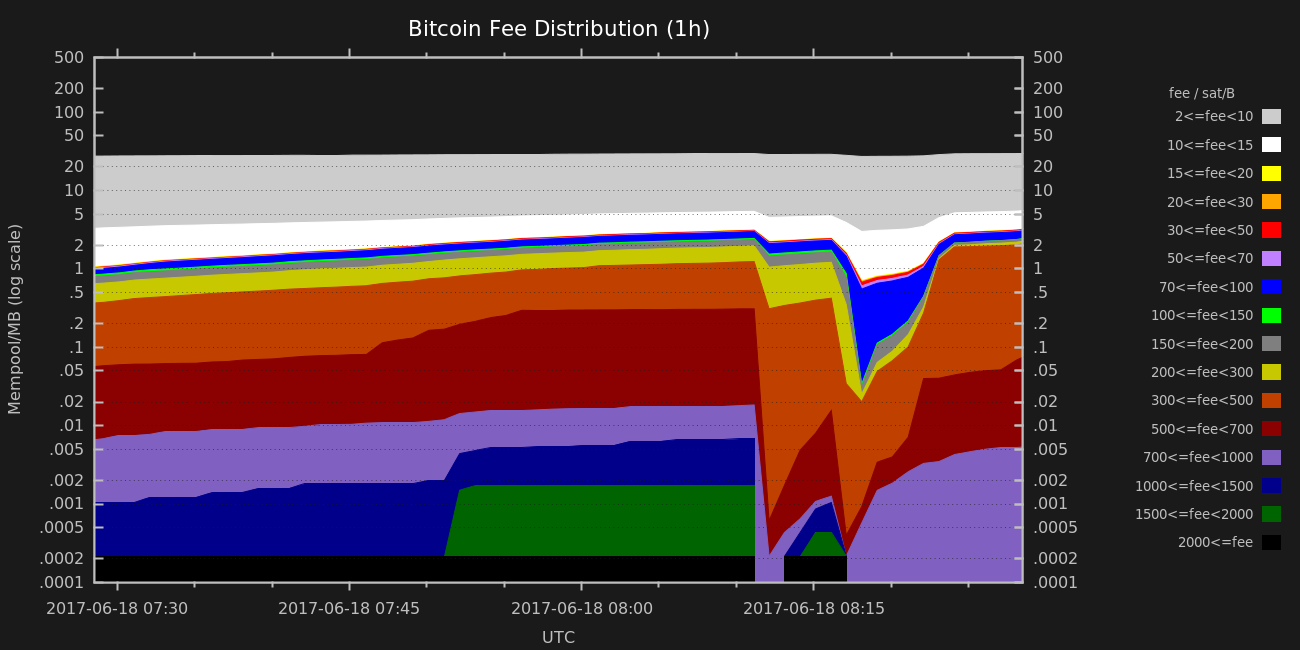 Bitcoin Fee Distribution (1h)
500
200
100
50
20
10
5
2
1
.5
.2
.1
.05
.02
.01
.005
.002
.001
.0005
.0002
.0001
Mempool/MB (log scale)
500
200
100
50
20
10
5
2
1
.5
.2
.1
.05
.02
.01
.005
.002
.001
.0005
.0002
.0001
2017-06-18 07:30
2017-06-18 07:45
2017-06-18 08:00
2017-06-18 08:15
UTC
fee / sat/B
2<=fee<10
10<=fee<15
15<=fee<20
20<=fee<30
30<=fee<50
50<=fee<70
70<=fee<100
100<=fee<150
150<=fee<200
200<=fee<300
300<=fee<500
500<=fee<700
700<=fee<1000
1000<=fee<1500
1500<=fee<2000
2000<=fee